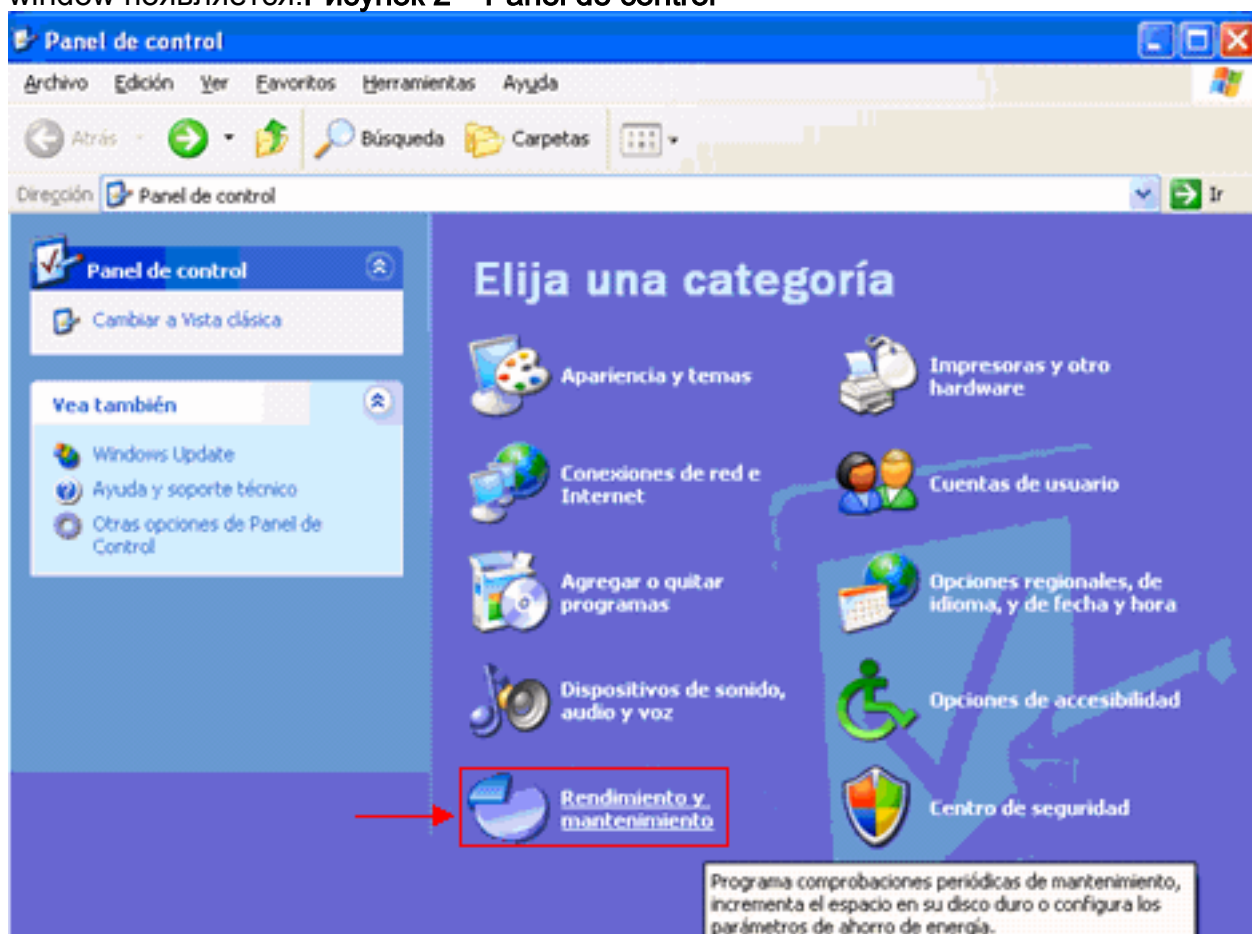 window появляется.Рисунок 2 – Panel de control
Panel de control
Archivo Edición Ver Favoritos Herramientas Ayuda
Atrás Búsqueda Carpetas
Dirección Panel de control Ir
Panel de control
Cambiar a Vista clásica
Vea también
Windows Update
Ayuda y soporte técnico
Otras opciones de Panel de
Control
Elija una categoría
Apariencia y temas
Impresoras y otro
hardware
Conexiones de red e
Internet
Cuentas de usuario
Agregar o quitar
programas
Opciones regionales, de
idioma, y de fecha y hora
Dispositivos de sonido,
audio y voz
Opciones de accesibilidad
Rendimiento y
mantenimiento
Centro de seguridad
Programa comprobaciones periódicas de mantenimiento,
incrementa el espacio en su disco duro o configura los
parámetros de ahorro de energía.